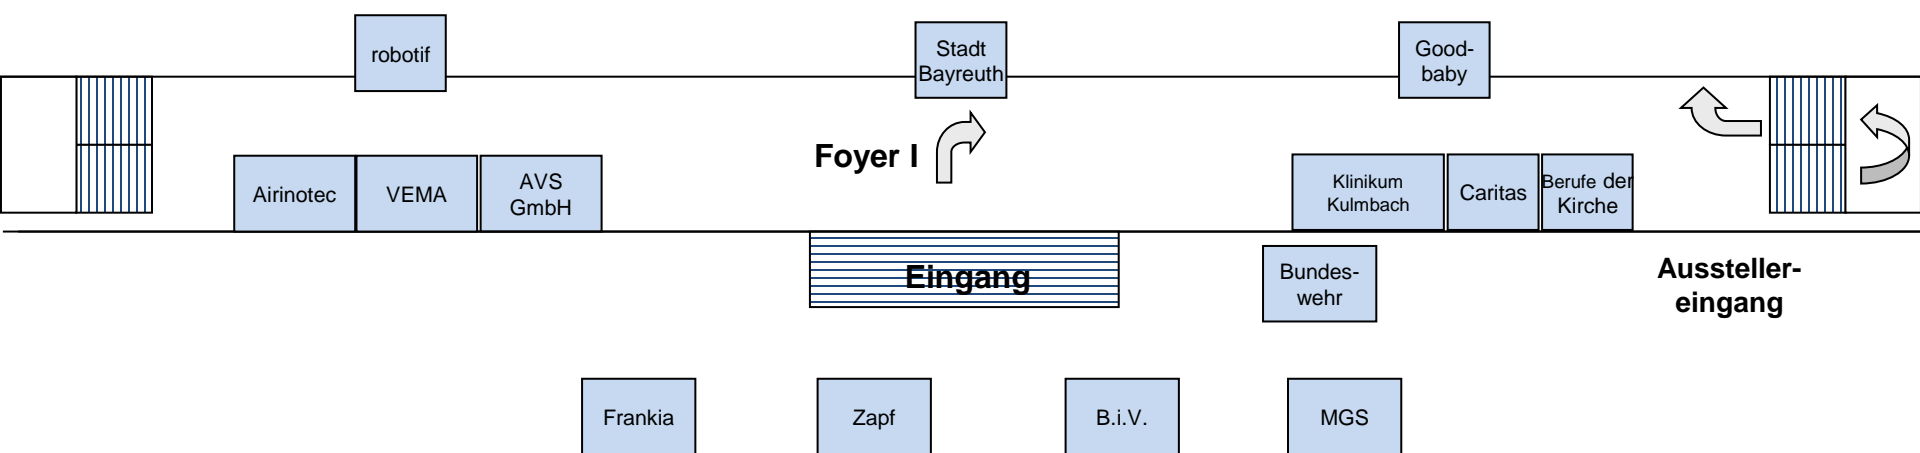 robotif
Stadt
Bayreuth
Good-
baby
Foyer I
Airinotec
VEMA
AVS
GmbH
Klinikum
Kulmbach
Caritas
Berufe der
Kirche
Eingang
Bundes-
wehr
Aussteller-
eingang
Frankia
Zapf
B.i.V.
MGS